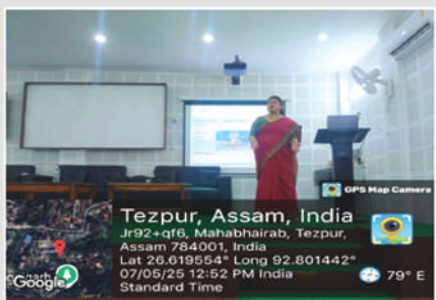 GPS Map Camera
Tezpur, Assam, India
Jr92+qf6, Mahabhairab, Tezpur,
Assam 784001, India
Lat 26.619554° Long 92.801442°
07/05/25 12:52 PM India
Standard Time
79° E
Google